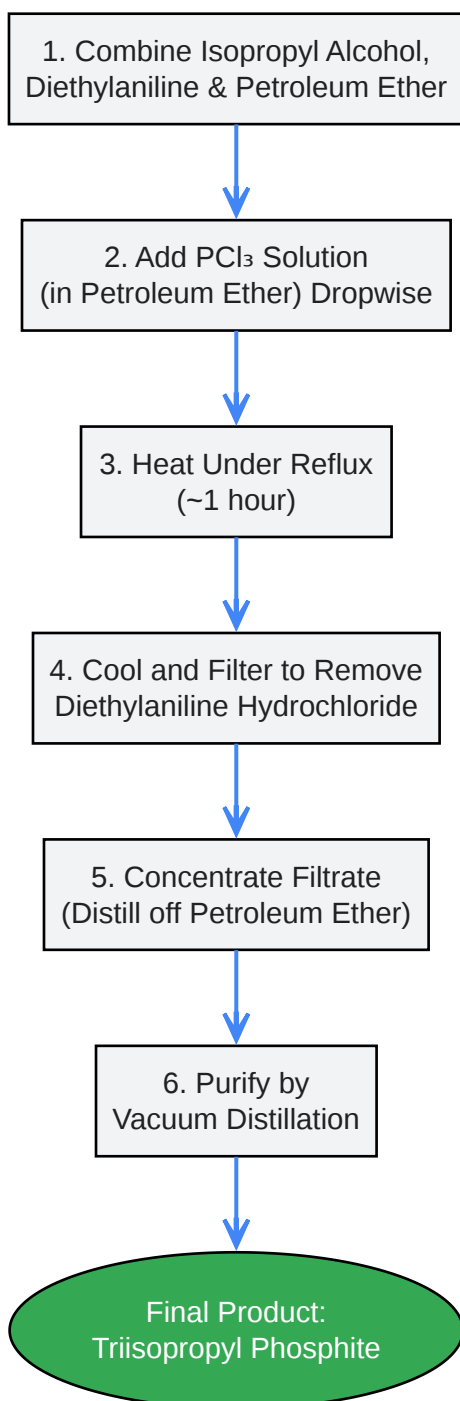 1. Combine Isopropyl Alcohol,
Diethylaniline & Petroleum Ether
2. Add PCl₃ Solution
(in Petroleum Ether) Dropwise
3. Heat Under Reflux
(~1 hour)
4. Cool and Filter to Remove
Diethylaniline Hydrochloride
5. Concentrate Filtrate
(Distill off Petroleum Ether)
6. Purify by
Vacuum Distillation
Final Product:
Triisopropyl Phosphite